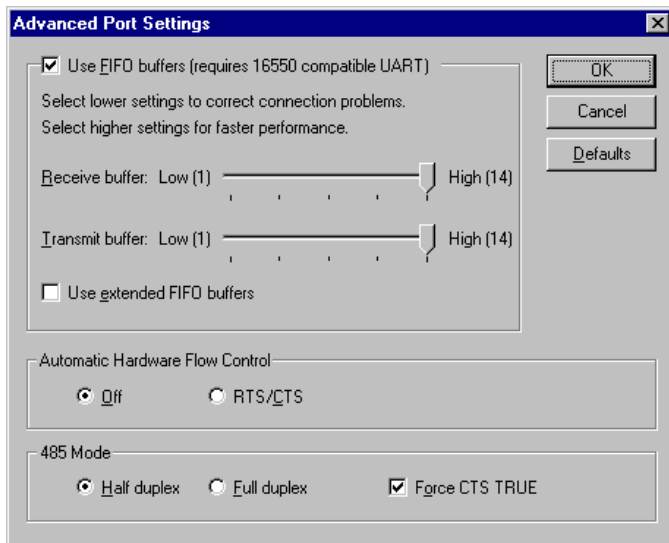 Advanced Port Settings
Use FIFO buffers (requires 16550 compatible UART)
OK
Select lower settings to correct connection problems.
Cancel
Select higher settings for faster performance.
Defaults
Receive buffer: Low (1) High (14)
Transmit buffer: Low (1) High (14)
Use extended FIFO buffers
Automatic Hardware Flow Control
Off RTS/CTS
485 Mode
Half duplex Full duplex Force CTS TRUE